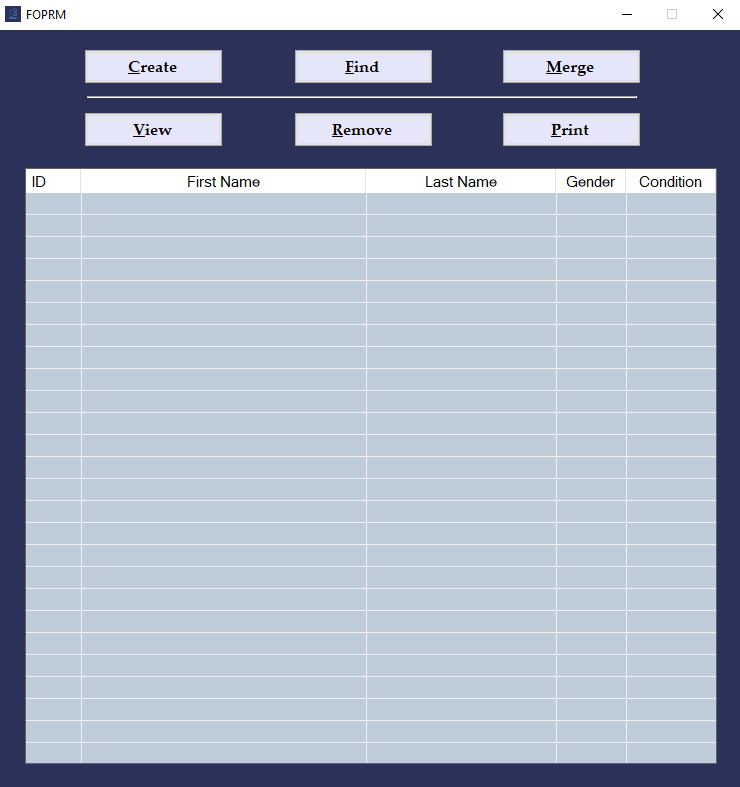 FOPRM
Create Find Merge
View Remove Print
ID First Name Last Name Gender Condition